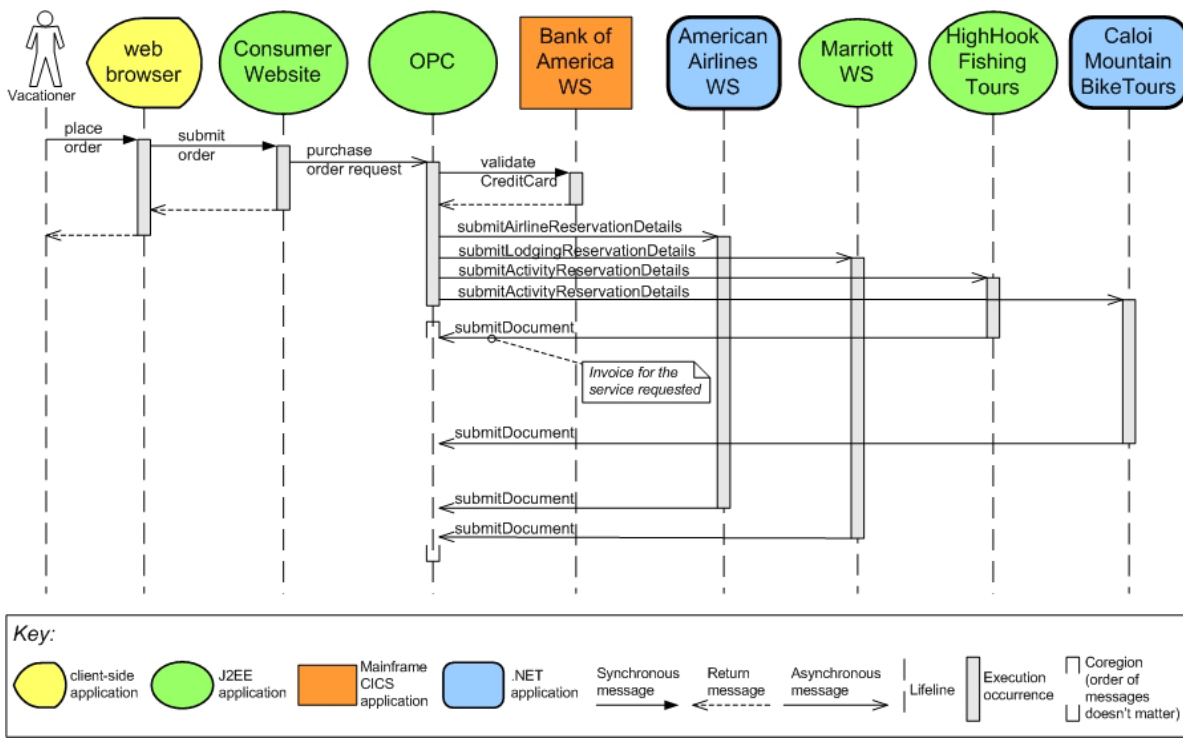 web
browser
Consumer
Website
OPC
Bank of
America
WS
American
Airlines
WS
Marriott
WS
HighHook
Fishing
Tours
Caloi
Mountain
BikeTours
Vacationer
place
order
submit
order
purchase
order request
validate
CreditCard
submitAirlineReservationDetails
submitLodgingReservationDetails
submitActivityReservationDetails
submitActivityReservationDetails
submitDocument
Invoice for the
service requested
submitDocument
submitDocument
submitDocument
Key:
client-side
application
J2EE
application
Mainframe
CICS
application
.NET
application
Synchronous
message
Return
message
Asynchronous
message
Lifeline
Execution
occurrence
Coregion
(order of
messages
doesn't matter)